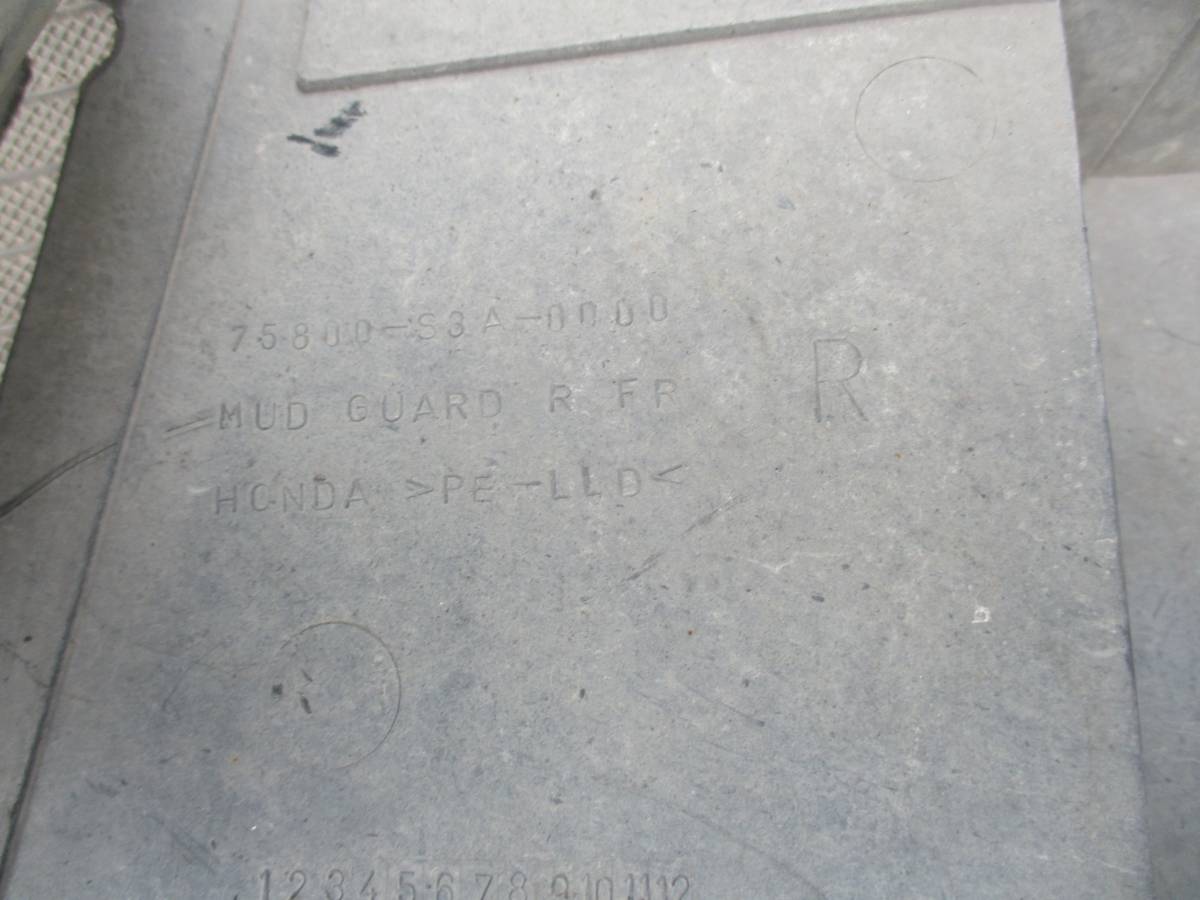 75800-S3A-0000
MUD GUARD R FR
R
HONDA >PE-LLD<
1 2 3 4 5 6 7 8 9 10 11 12